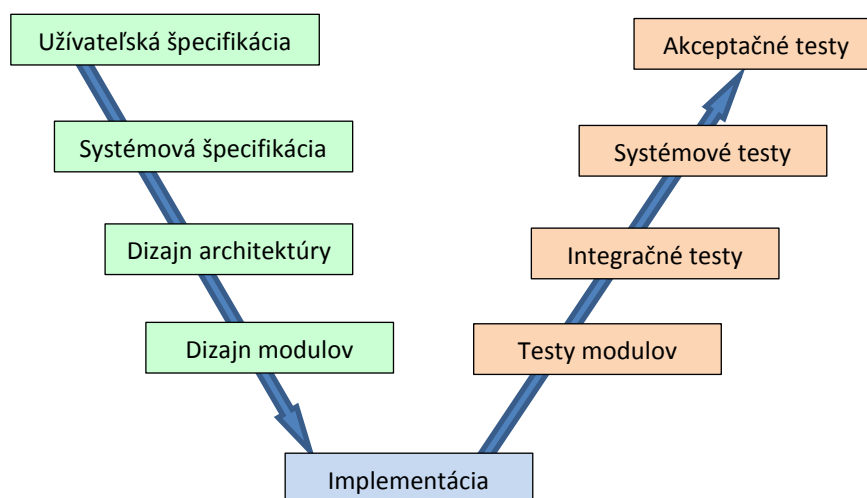 Užívateľská špecifikácia
Akceptačné testy
Systémová špecifikácia
Systémové testy
Dizajn architektúry
Integračné testy
Dizajn modulov
Testy modulov
Implementácia